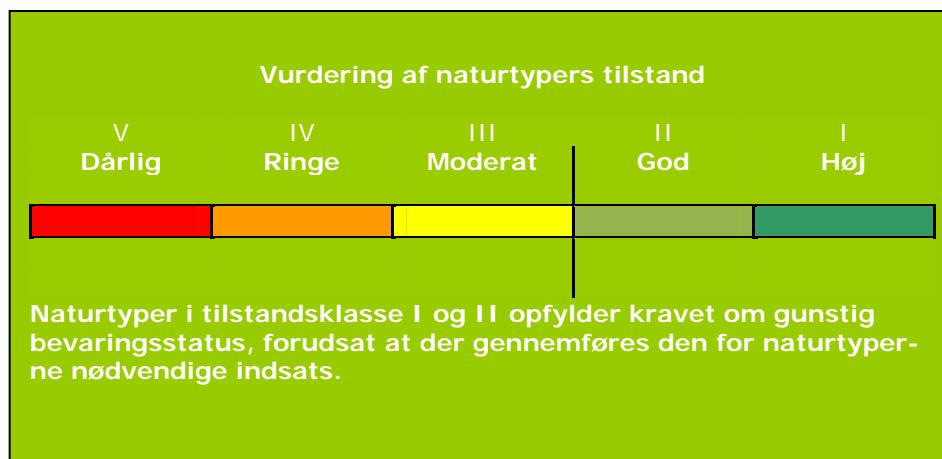 Vurdering af naturtypers tilstand
V IV III II I
Dårlig Ringe Moderat God Høj
Naturtyper i tilstandsklasse I og II opfylder kravet om gunstig
bevaringsstatus, forudsat at der gennemføres den for naturtyper-
ne nødvendige indsats.